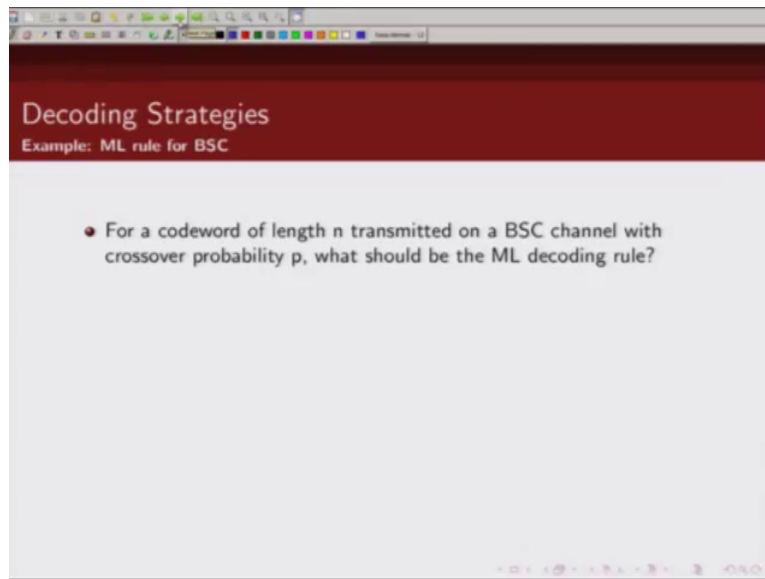 Decoding Strategies
Example: ML rule for BSC
For a codeword of length n transmitted on a BSC channel with
crossover probability p, what should be the ML decoding rule?